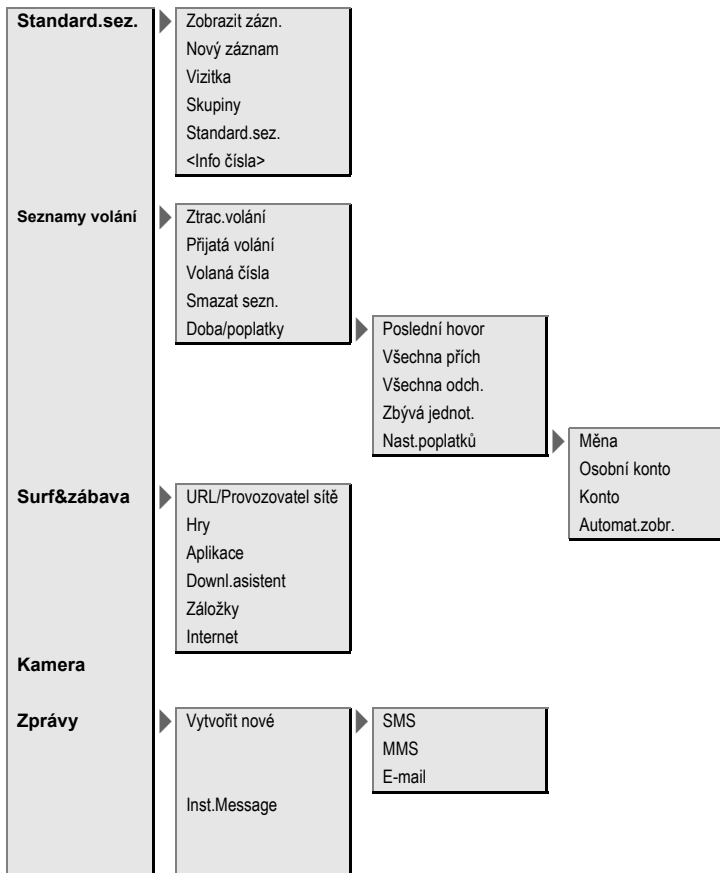 Standard.sez.
Zobrazit zázn.
Nový záznam
Vizitka
Skupiny
Standard.sez.
<Info čísla>
Seznamy volání
Ztrac.volání
Přijatá volání
Volaná čísla
Smazat sezn.
Doba/poplatky
Poslední hovor
Všechna přích
Všechna odch.
Zbývá jednot.
Nast.poplatků
Měna
Osobní konto
Konto
Automat.zobr.
Surf&zábava
URL/Provozovatel sítě
Hry
Aplikace
Downl.asistent
Záložky
Internet
Kamera
Zprávy
Vytvořit nové
SMS
MMS
E-mail
Inst.Message